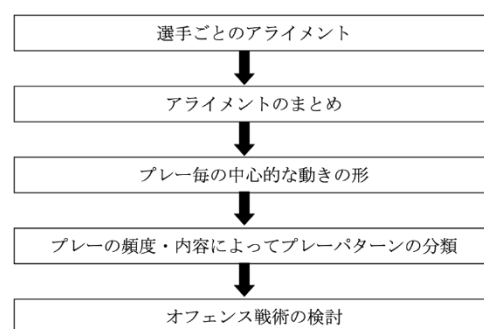 選手ごとのアライメント
アライメントのまとめ
プレー毎の中心的な動きの形
プレーの頻度・内容によってプレーパターンの分類
オフェンス戦術の検討